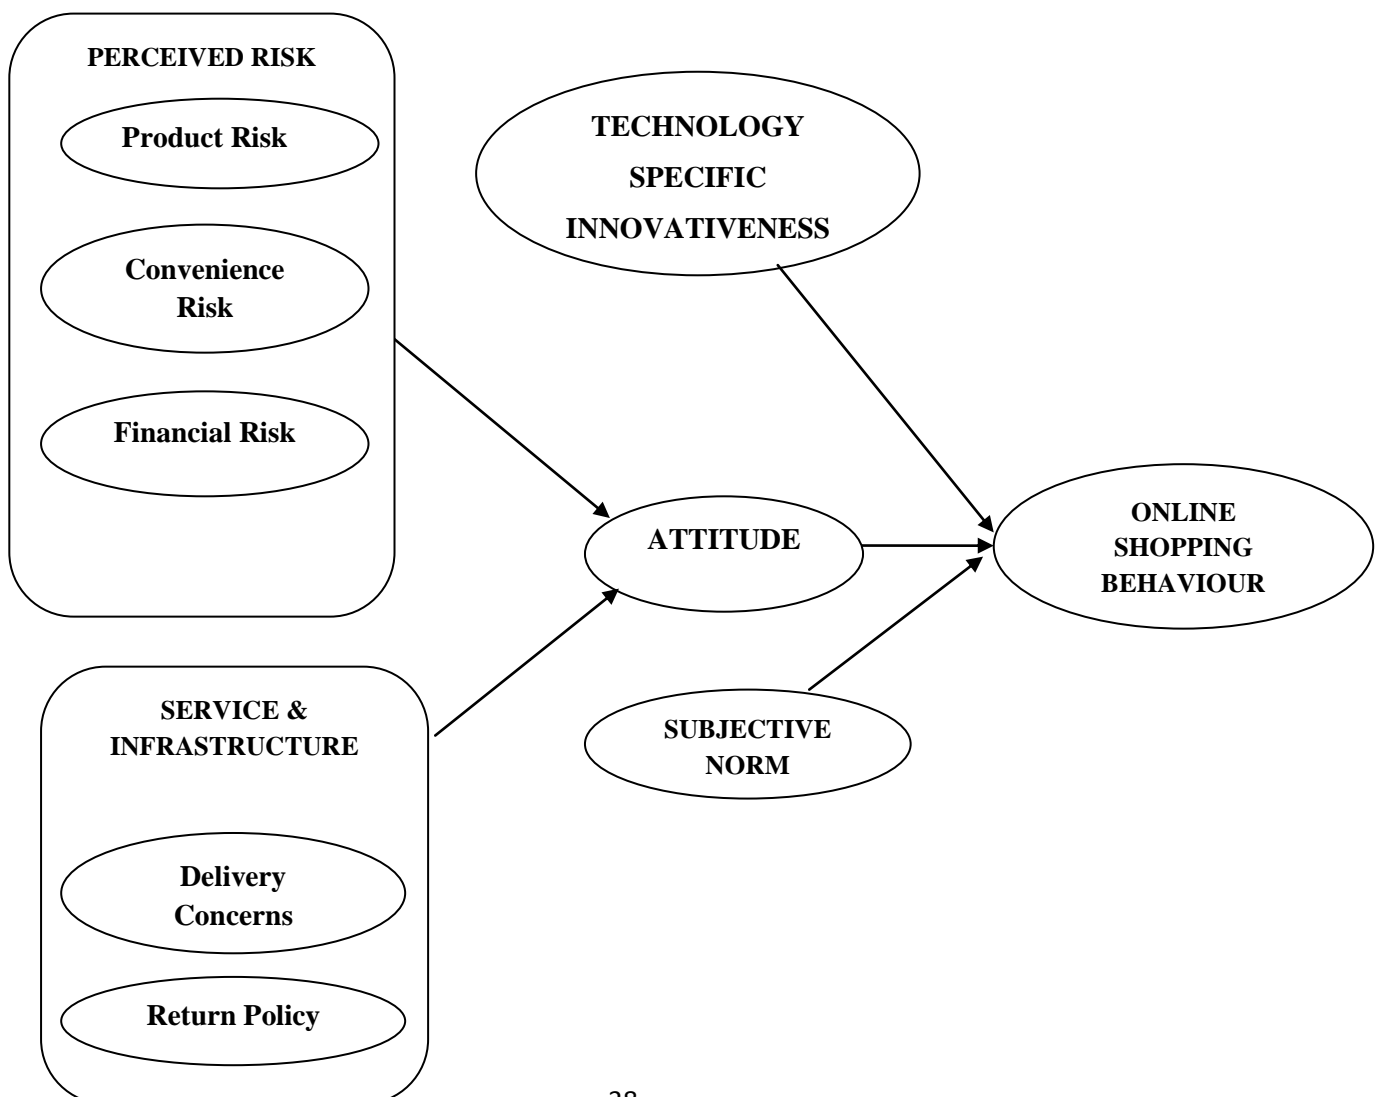 PERCEIVED RISK
Product Risk
Convenience
Risk
Financial Risk
TECHNOLOGY
SPECIFIC
INNOVATIVENESS
ATTITUDE
ONLINE
SHOPPING
BEHAVIOUR
SUBJECTIVE
NORM
SERVICE &
INFRASTRUCTURE
Delivery
Concerns
Return Policy